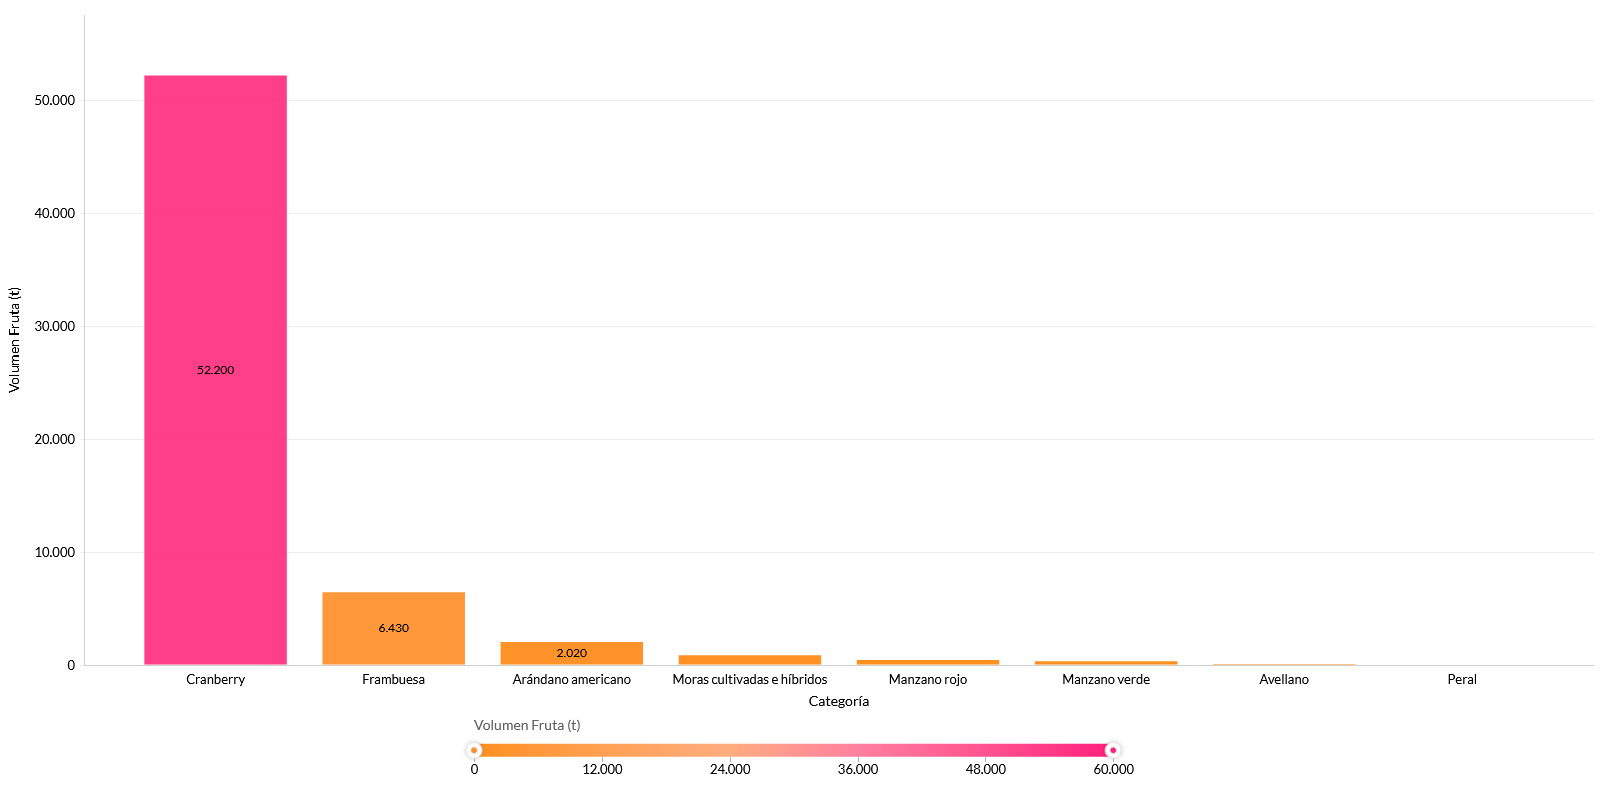 Volumen Fruta (t)
50.000
40.000
30.000
20.000
10.000
0
52.200
6.430
2.020
Cranberry Frambuesa Arándano americano Moras cultivadas e híbridos Manzano rojo Manzano verde Avellano Peral
Categoría
Volumen Fruta (t)
0 12.000 24.000 36.000 48.000 60.000